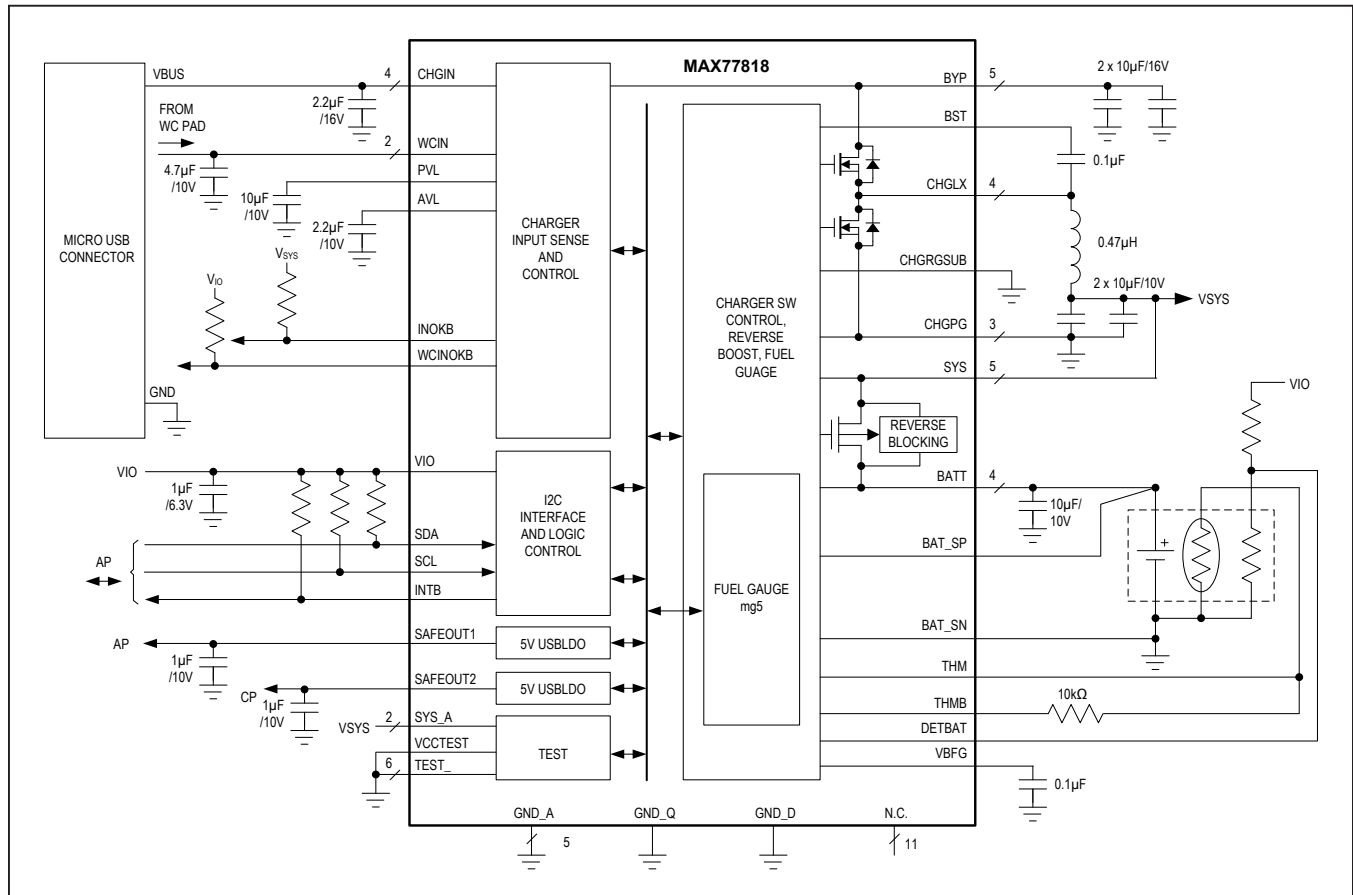 MAX77818
MICRO USB
CONNECTOR
VBUS
4
CHGIN
2.2µF
/16V
FROM
WC PAD
2
WCIN
4.7µF
/10V
PVL
10µF
/10V
AVL
2.2µF
/10V
VSYS
VIO
INOKB
WCINOKB
GND
CHARGER
INPUT SENSE
AND
CONTROL
VIO
VIO
1µF
/6.3V
SDA
AP
SCL
INTB
I2C
INTERFACE
AND LOGIC
CONTROL
AP
SAFEOUT1
1µF
/10V
5V USBLDO
CP
SAFEOUT2
1µF
/10V
5V USBLDO
VSYS
2
SYS_A
VCCTEST
6
TEST_
TEST
CHARGER SW
CONTROL,
REVERSE
BOOST, FUEL
GUAGE
FUEL GAUGE
mg5
REVERSE
BLOCKING
BYP
5
2 x 10µF/16V
BST
0.1µF
CHGLX
4
0.47µH
CHGRGSUB
2 x 10µF/10V
VSYS
CHGPG
3
SYS
5
VIO
BATT
4
10µF/
10V
BAT_SP
+
BAT_SN
THM
THMB
10kΩ
DETBAT
VBFG
0.1µF
GND_A
5
GND_Q
GND_D
N.C.
11